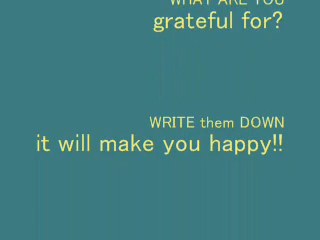 WHAT ARE YOU
grateful for?
WRITE them DOWN
it will make you happy!!